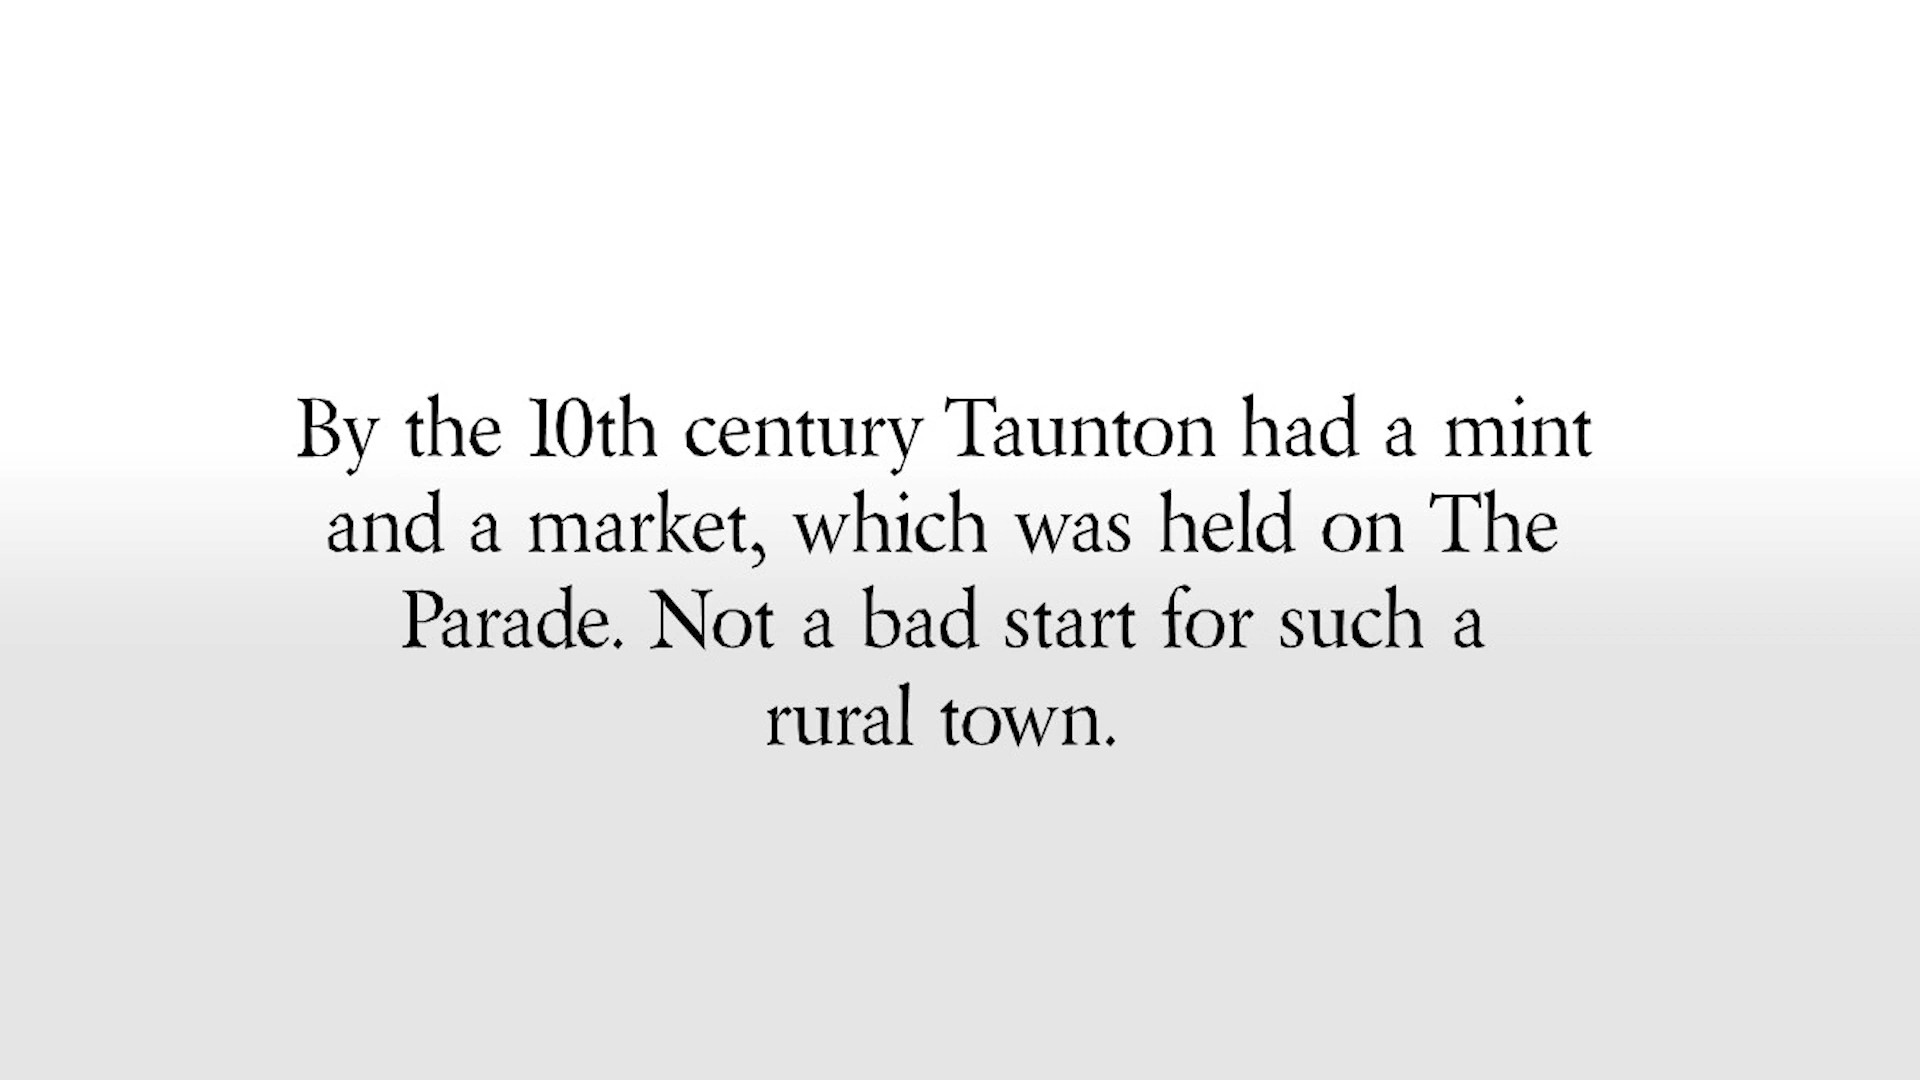 By the 10th century Taunton had a mint
and a market, which was held on The
Parade. Not a bad start for such a
rural town.